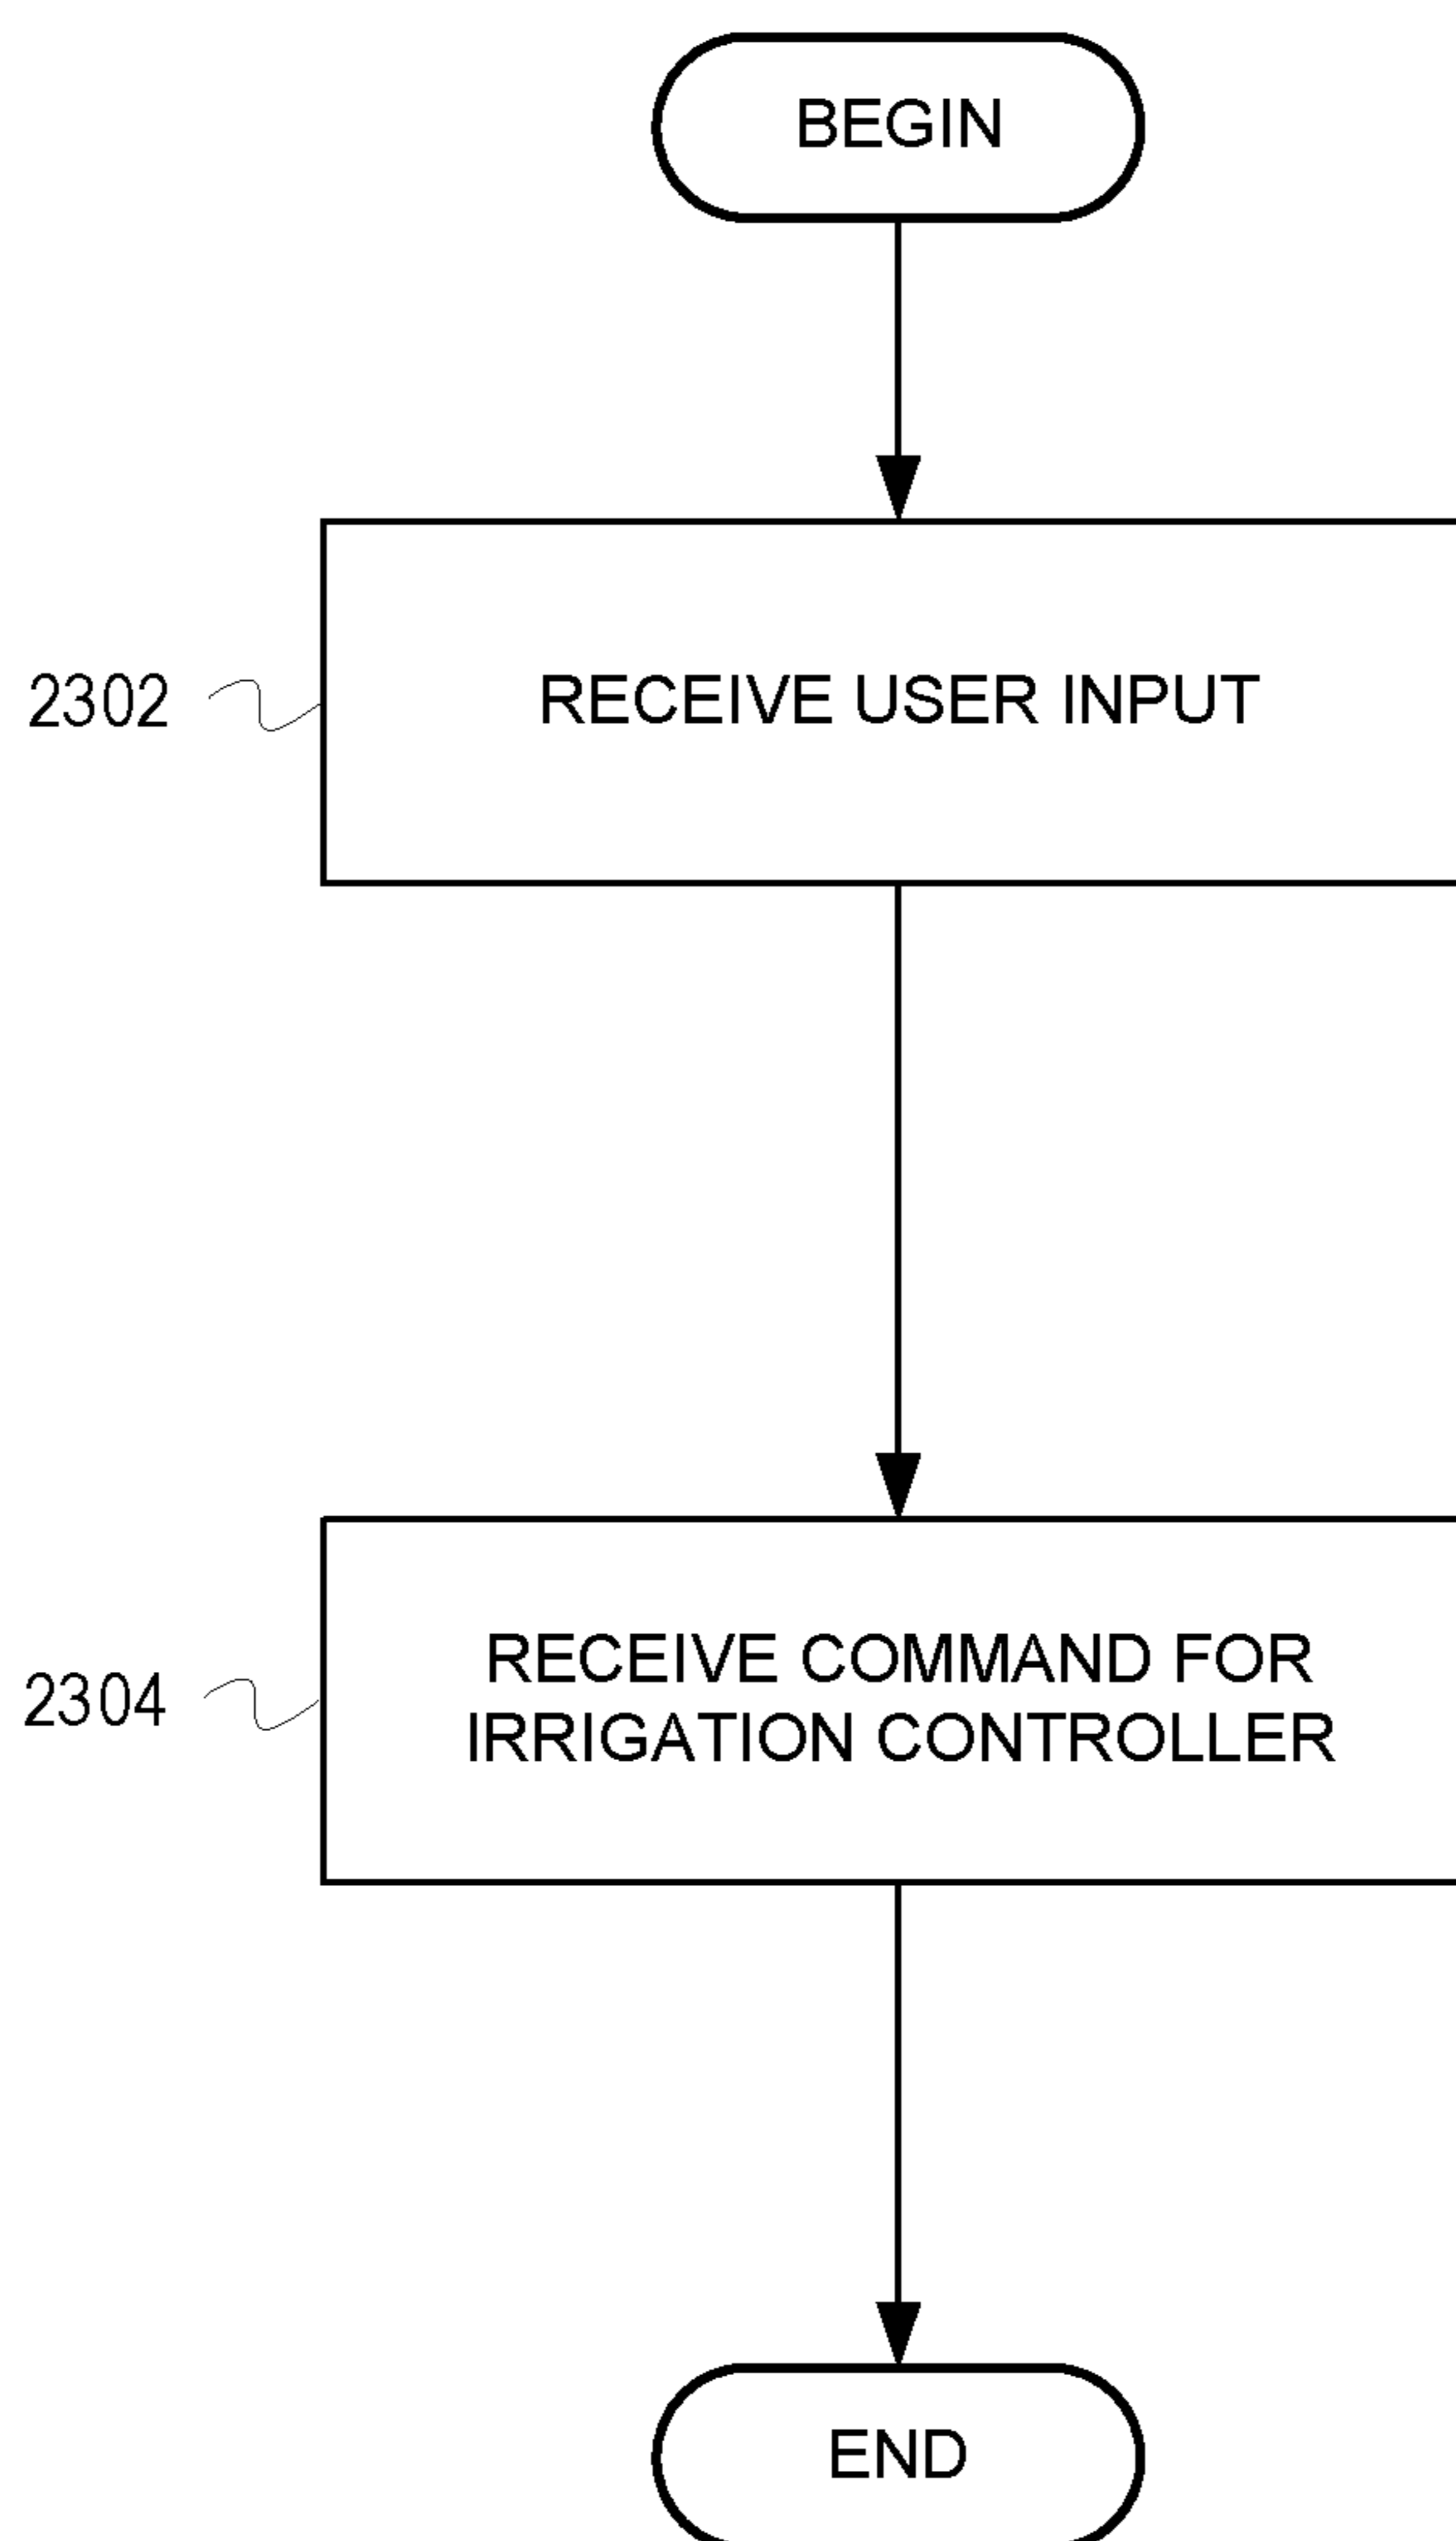 BEGIN
2302
RECEIVE USER INPUT
2304
RECEIVE COMMAND FOR
IRRIGATION CONTROLLER
END